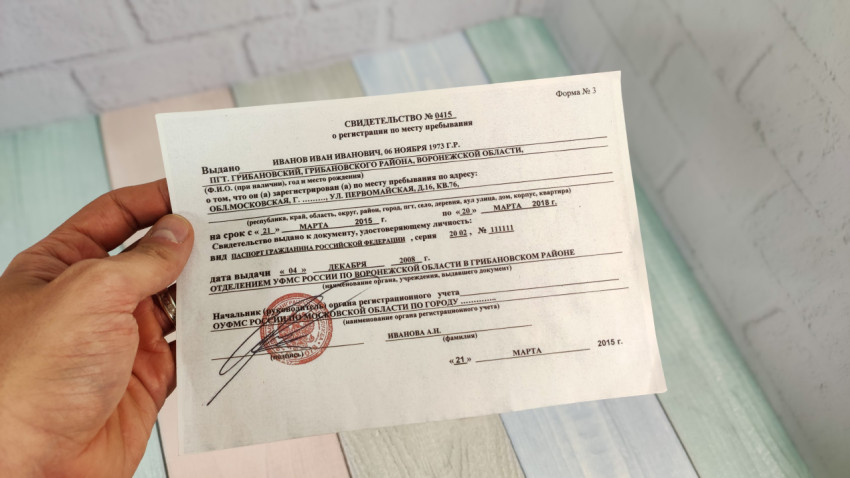 Форма № 3
СВИДЕТЕЛЬСТВО № 0415
о регистрации по месту пребывания
Выдано ИВАНОВ ИВАН ИВАНОВИЧ, 06 НОЯБРЯ 1973 Г.Р.
ПГТ. ГРИБАНОВСКИЙ, ГРИБАНОВСКОГО РАЙОНА, ВОРОНЕЖСКОЙ ОБЛАСТИ,
(Ф.И.О. (при наличии), год и место рождения)
о том, что он (а) зарегистрирован (а) по месту пребывания по адресу:
ОБЛ.МОСКОВСКАЯ, Г. .......... УЛ. ПЕРВОМАЙСКАЯ, Д.16, КВ.76,
(республика, край, область, округ, район, город, пгт, село, деревня, аул улица, дом, корпус, квартира)
на срок с « 21 » МАРТА 2015 г. по «20 » МАРТА 2018 г.
Свидетельство выдано к документу, удостоверяющему личность:
вид ПАСПОРТ ГРАЖДАНИНА РОССИЙСКОЙ ФЕДЕРАЦИИ , серия 20 02 , № 111111
дата выдачи « 04 » ДЕКАБРЯ 2008 г.
ОТДЕЛЕНИЕМ УФМС РОССИИ ПО ВОРОНЕЖСКОЙ ОБЛАСТИ В ГРИБАНОВСКОМ РАЙОНЕ
(наименование органа, учреждения, выдавшего документ)
Начальник (руководитель) органа регистрационного учета
ОУФМС РОССИИ ПО МОСКОВСКОЙ ОБЛАСТИ ПО ГОРОДУ ..............
(наименование органа регистрационного учета)
ИВАНОВА А.Н.
(подпись) (фамилия)
« 21 » МАРТА 2015 г.